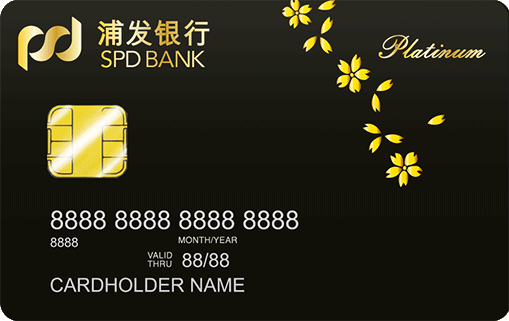 浦发银行
SPD BANK
Platinum
8888 8888 8888 8888
8888
MONTH/YEAR
VALID
THRU 88/88
CARDHOLDER NAME